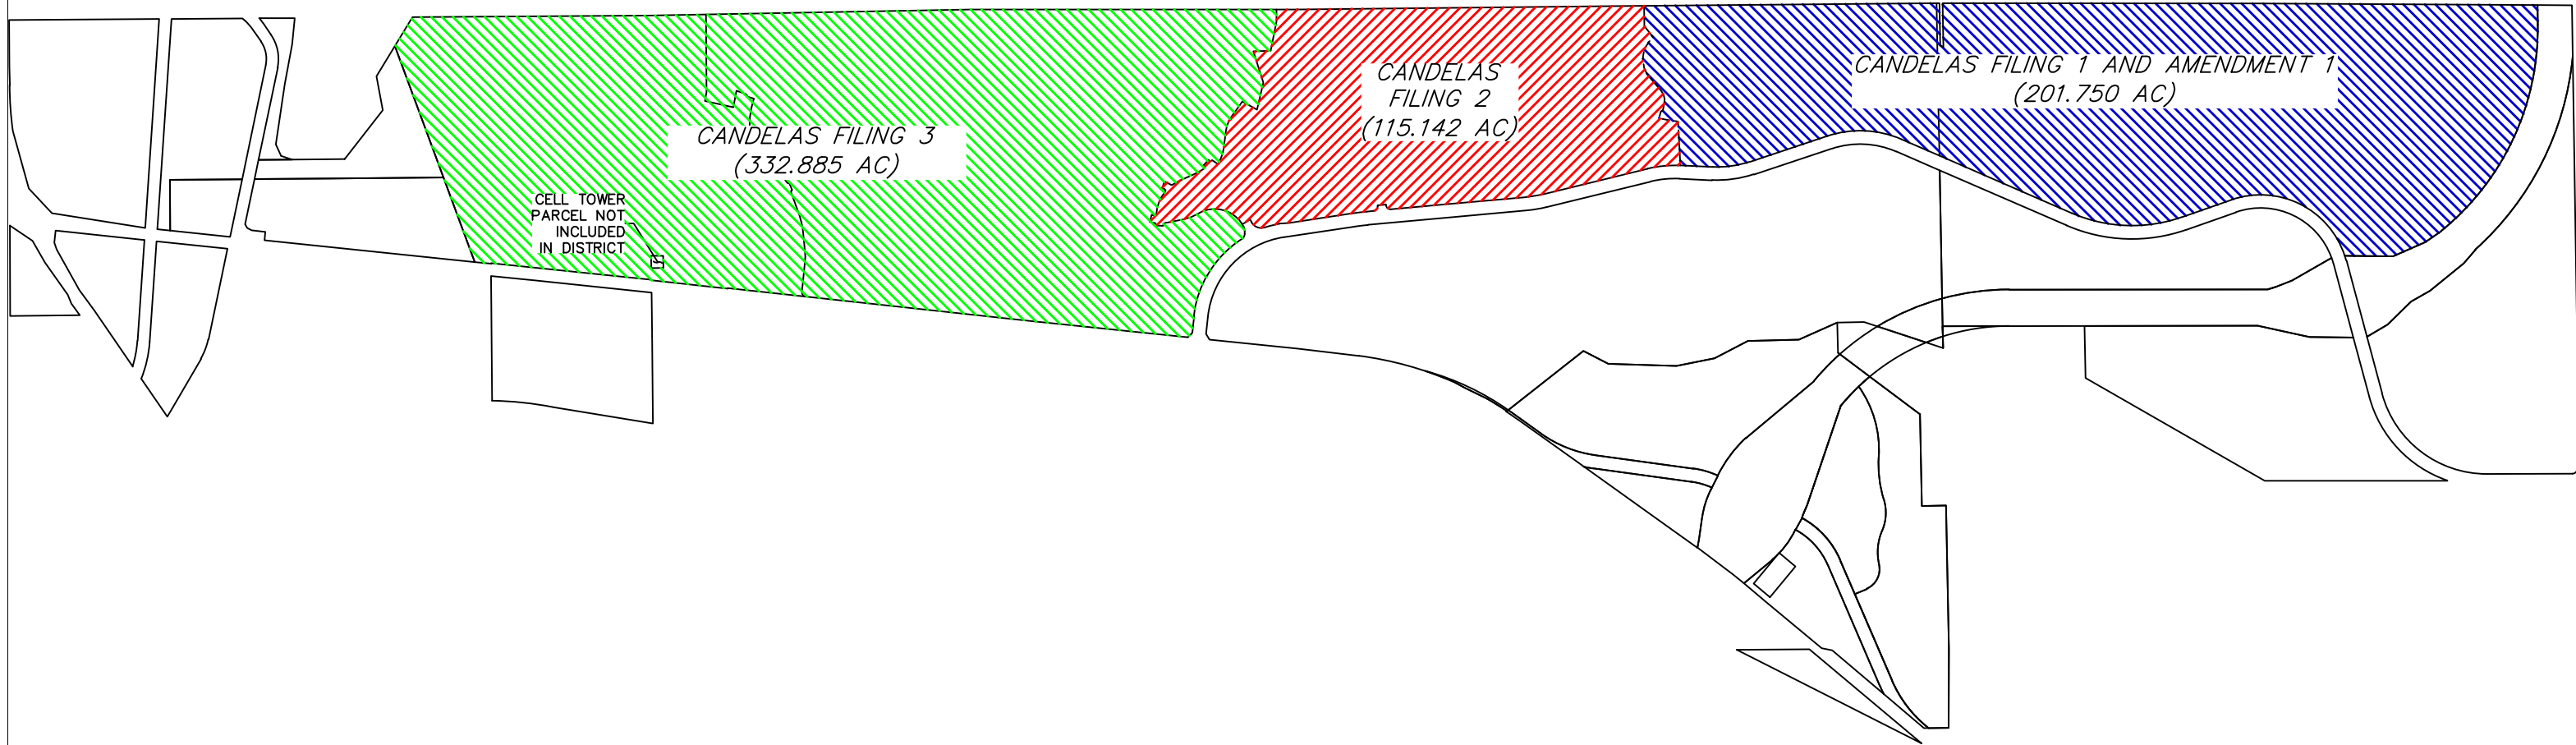 CANDELAS FILING 3
(332.885 AC)
CELL TOWER
PARCEL NOT
INCLUDED
IN DISTRICT
CANDELAS
FILING 2
(115.142 AC)
CANDELAS FILING 1 AND AMENDMENT 1
(201.750 AC)